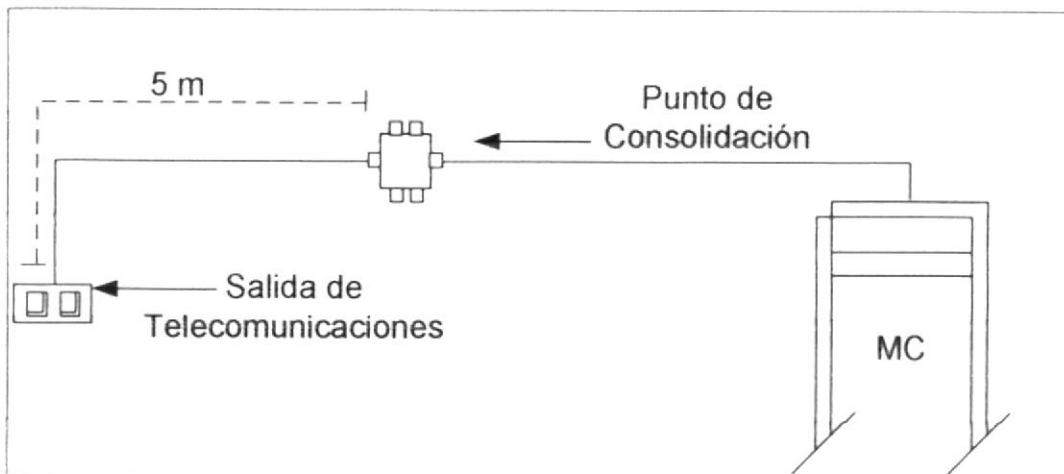 5 m
Punto de
Consolidación
Salida de
Telecomunicaciones
MC